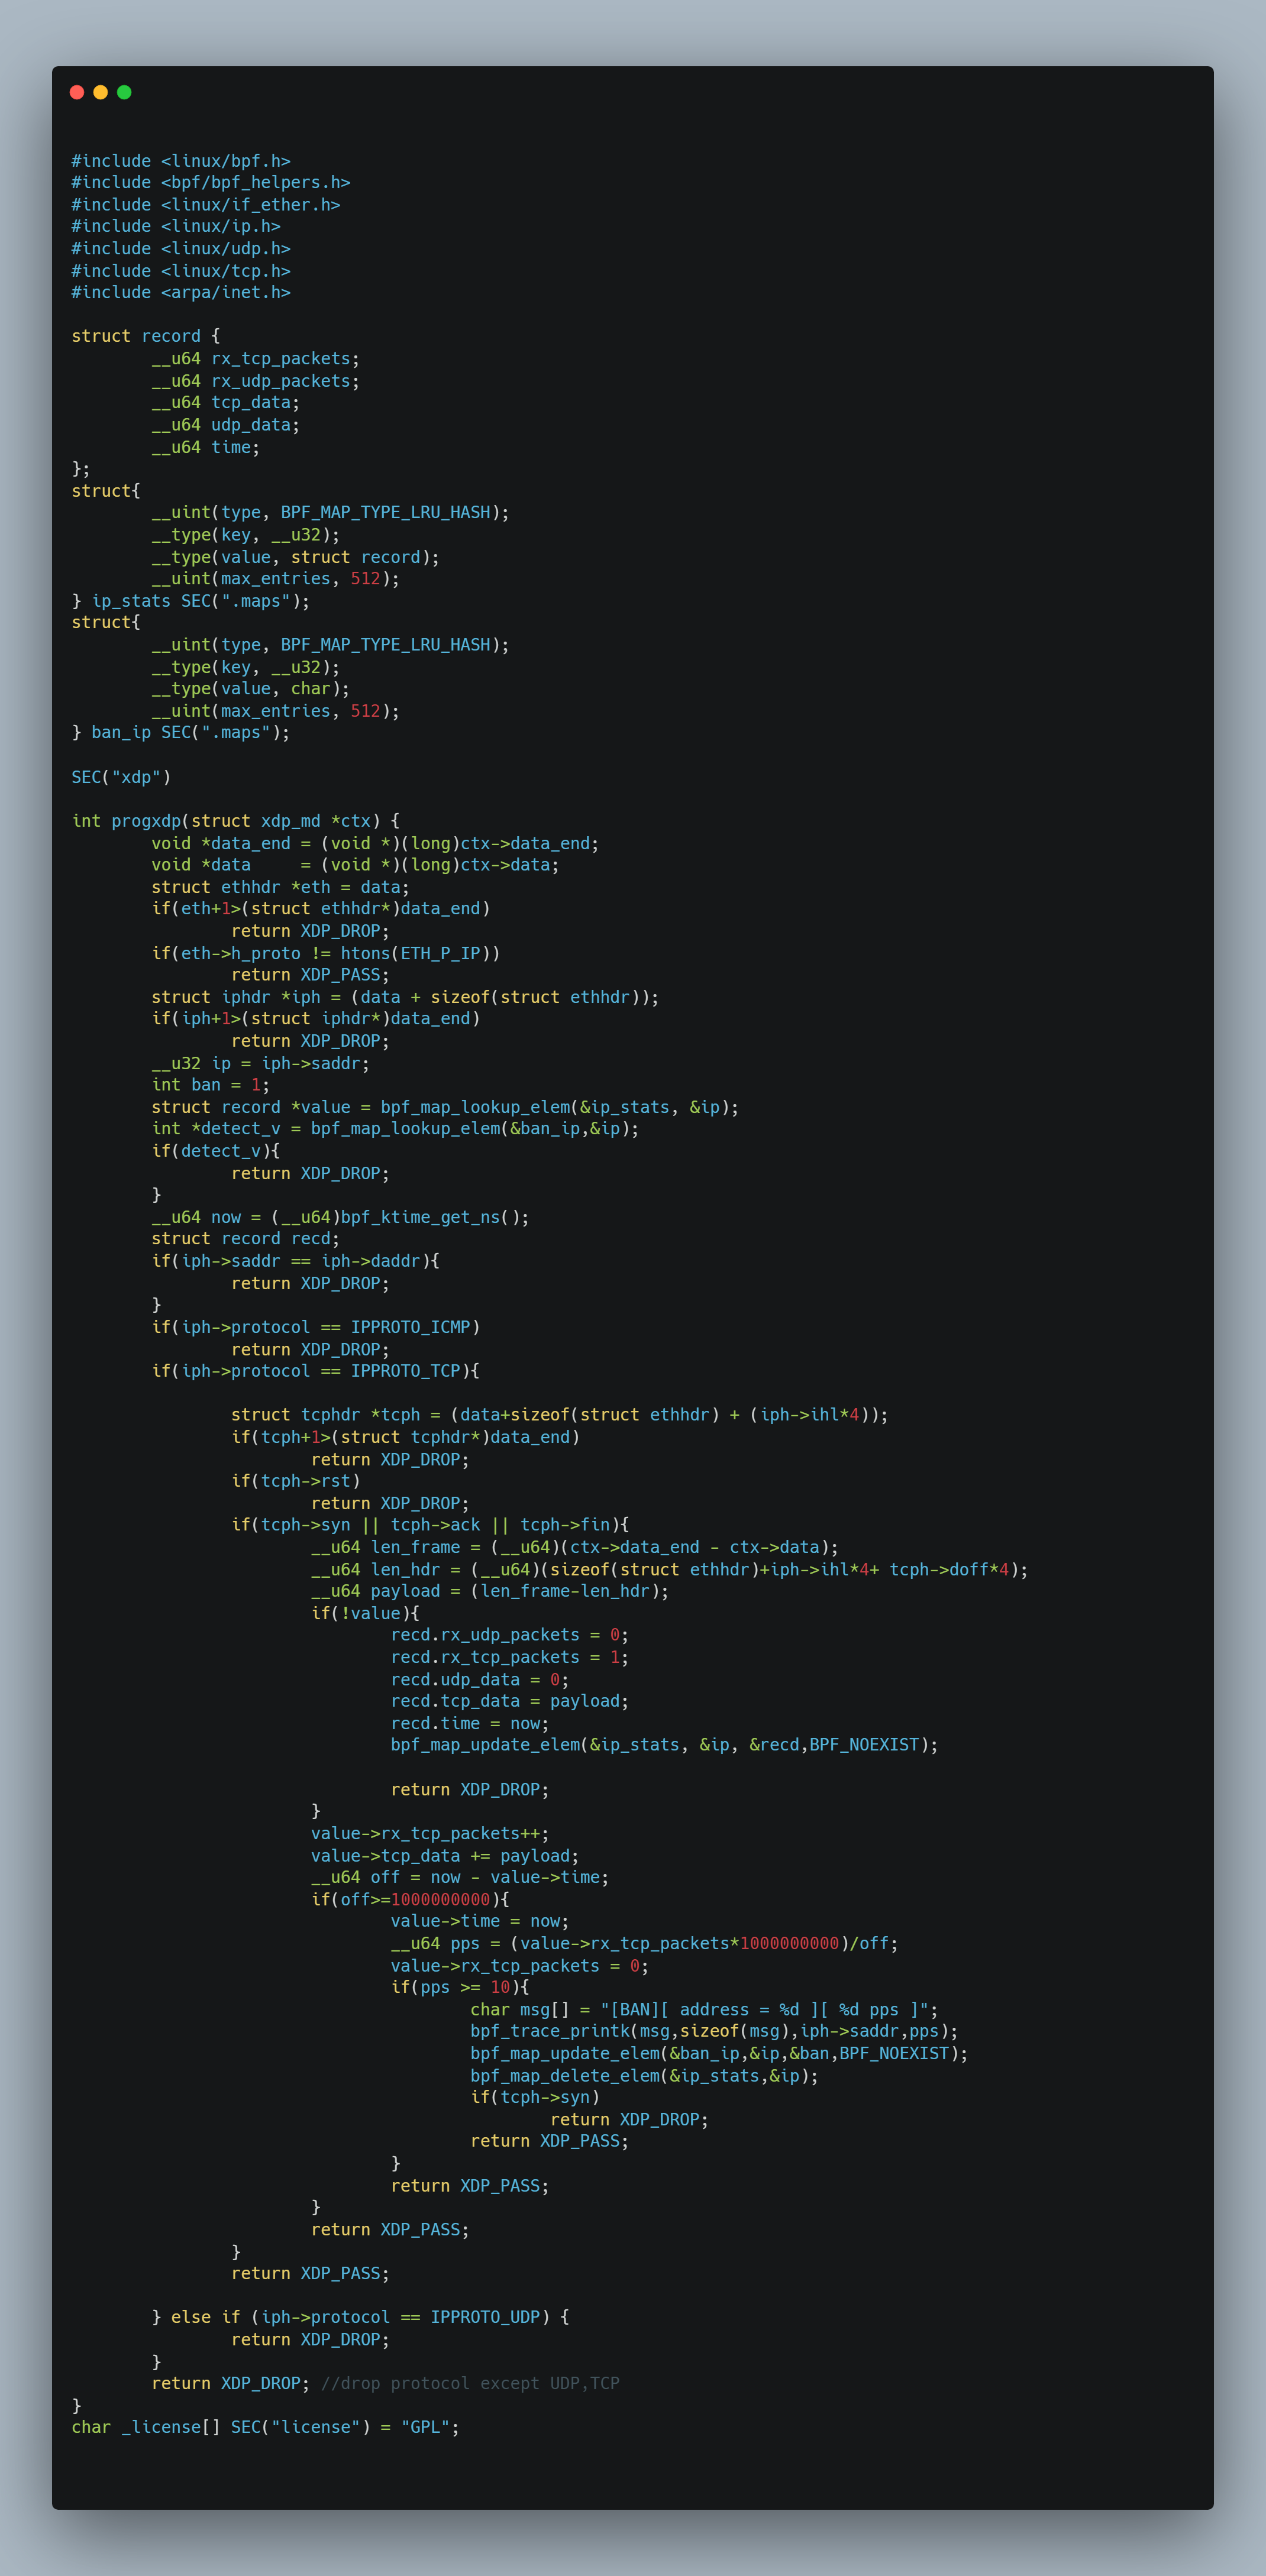 #include <linux/bpf.h>
#include <bpf/bpf_helpers.h>
#include <linux/if_ether.h>
#include <linux/ip.h>
#include <linux/udp.h>
#include <linux/tcp.h>
#include <arpa/inet.h>

struct record {
        __u64 rx_tcp_packets;
        __u64 rx_udp_packets;
        __u64 tcp_data;
        __u64 udp_data;
        __u64 time;
};
struct{
        __uint(type, BPF_MAP_TYPE_LRU_HASH);
        __type(key, __u32);
        __type(value, struct record);
        __uint(max_entries, 512);
} ip_stats SEC(".maps");
struct{
        __uint(type, BPF_MAP_TYPE_LRU_HASH);
        __type(key, __u32);
        __type(value, char);
        __uint(max_entries, 512);
} ban_ip SEC(".maps");

SEC("xdp")

int progxdp(struct xdp_md *ctx) {
        void *data_end = (void *)(long)ctx->data_end;
        void *data     = (void *)(long)ctx->data;
        struct ethhdr *eth = data;
        if(eth+1>(struct ethhdr*)data_end)
                return XDP_DROP;
        if(eth->h_proto != htons(ETH_P_IP))
                return XDP_PASS;
        struct iphdr *iph = (data + sizeof(struct ethhdr));
        if(iph+1>(struct iphdr*)data_end)
                return XDP_DROP;
        __u32 ip = iph->saddr;
        int ban = 1;
        struct record *value = bpf_map_lookup_elem(&ip_stats, &ip);
        int *detect_v = bpf_map_lookup_elem(&ban_ip,&ip);
        if(detect_v){
                return XDP_DROP;
        }
        __u64 now = (__u64)bpf_ktime_get_ns();
        struct record recd;
        if(iph->saddr == iph->daddr){
                return XDP_DROP;
        }
        if(iph->protocol == IPPROTO_ICMP)
                return XDP_DROP;
        if(iph->protocol == IPPROTO_TCP){

                struct tcphdr *tcph = (data+sizeof(struct ethhdr) + (iph->ihl*4));
                if(tcph+1>(struct tcphdr*)data_end)
                        return XDP_DROP;
                if(tcph->rst)
                        return XDP_DROP;
                if(tcph->syn || tcph->ack || tcph->fin){
                        __u64 len_frame = (__u64)(ctx->data_end - ctx->data);
                        __u64 len_hdr = (__u64)(sizeof(struct ethhdr)+iph->ihl*4+ tcph->doff*4);
                        __u64 payload = (len_frame-len_hdr);
                        if(!value){
                                recd.rx_udp_packets = 0;
                                recd.rx_tcp_packets = 1;
                                recd.udp_data = 0;
                                recd.tcp_data = payload;
                                recd.time = now;
                                bpf_map_update_elem(&ip_stats, &ip, &recd,BPF_NOEXIST);

                                return XDP_DROP;
                        }
                        value->rx_tcp_packets++;
                        value->tcp_data += payload;
                        __u64 off = now - value->time;
                        if(off>=1000000000){
                                value->time = now;
                                __u64 pps = (value->rx_tcp_packets*1000000000)/off;
                                value->rx_tcp_packets = 0;
                                if(pps >= 10){
                                        char msg[] = "[BAN][ address = %d ][ %d pps ]";
                                        bpf_trace_printk(msg,sizeof(msg),iph->saddr,pps);
                                        bpf_map_update_elem(&ban_ip,&ip,&ban,BPF_NOEXIST);
                                        bpf_map_delete_elem(&ip_stats,&ip);
                                        if(tcph->syn)
                                                return XDP_DROP;
                                        return XDP_PASS;
                                }
                                return XDP_PASS;
                        }
                        return XDP_PASS;
                }
                return XDP_PASS;

        } else if (iph->protocol == IPPROTO_UDP) {
                return XDP_DROP;
        }
        return XDP_DROP; //drop protocol except UDP,TCP
}
char _license[] SEC("license") = "GPL";